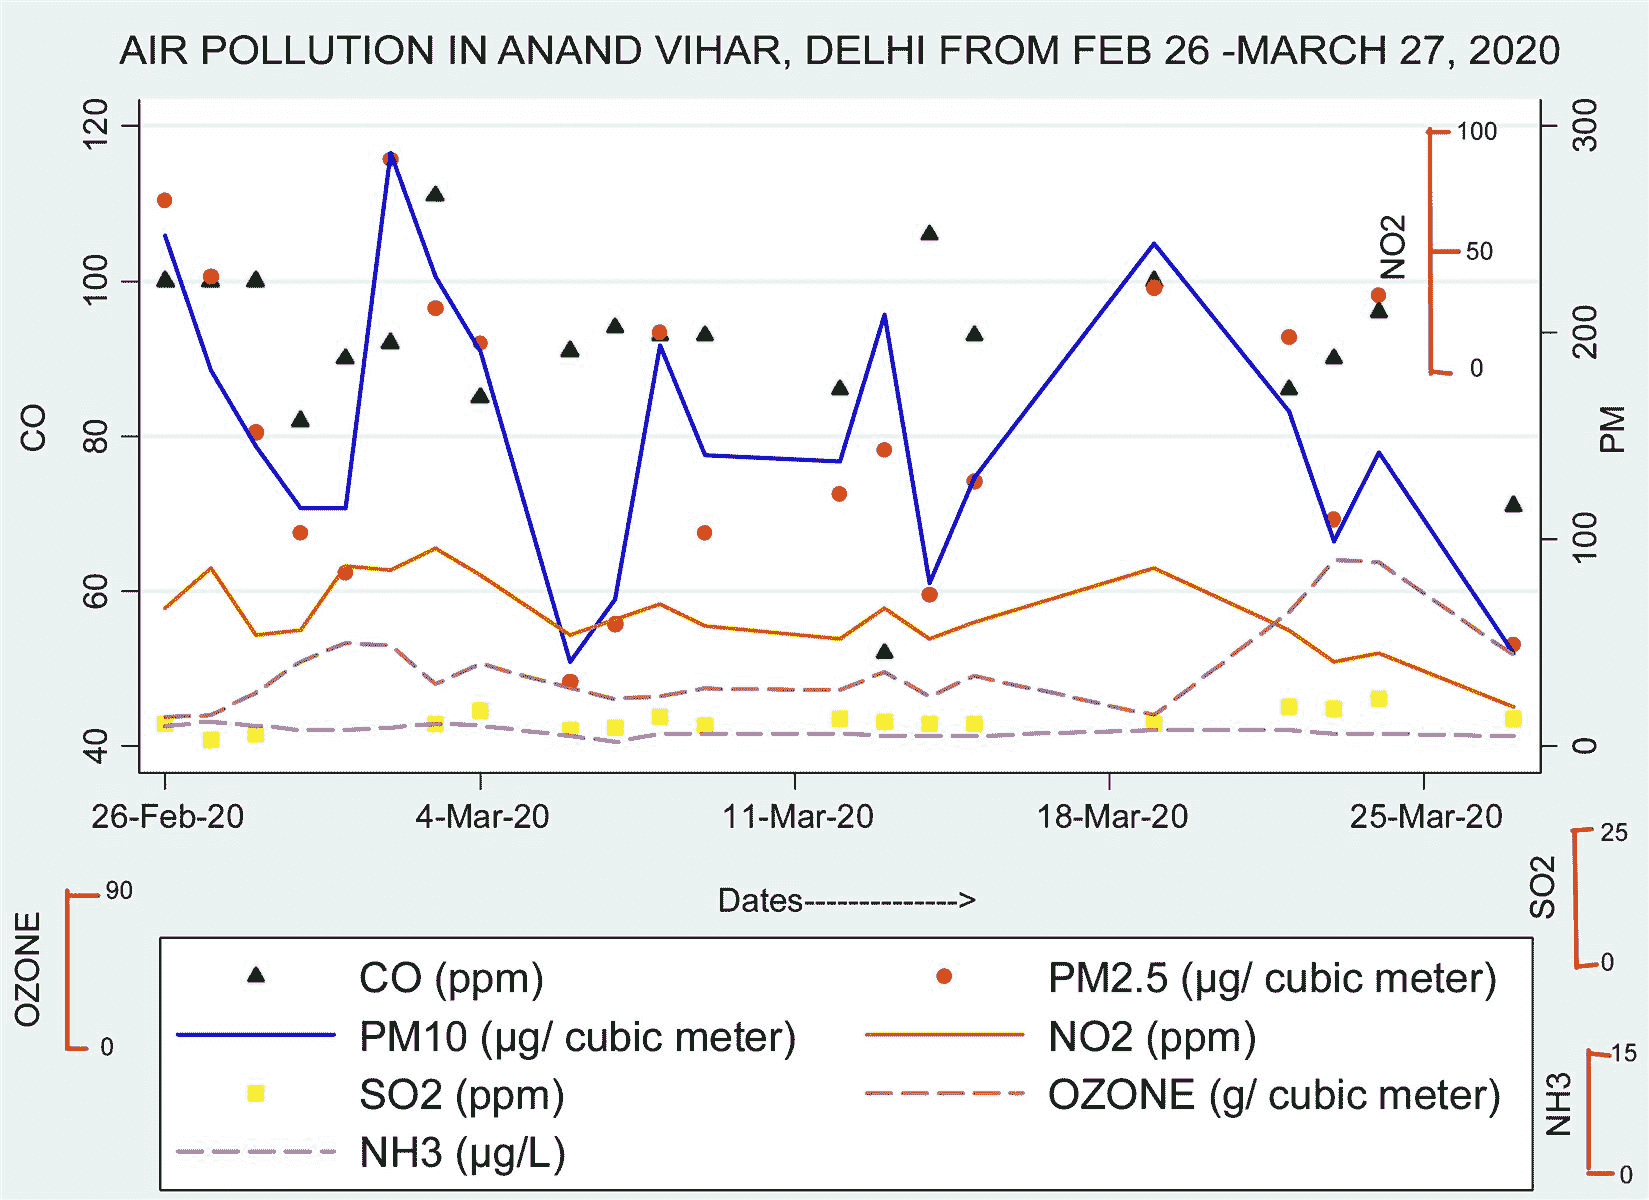 AIR POLLUTION IN ANAND VIHAR, DELHI FROM FEB 26 -MARCH 27, 2020
120
100
80
60
40
CO
300
200
100
0
PM
100
50
0
NO2
26-Feb-20
4-Mar-20
11-Mar-20
18-Mar-20
25-Mar-20
Dates-------------->
OZONE
90
0
SO2
25
0
NH3
15
0
CO (ppm)
PM2.5 (µg/ cubic meter)
PM10 (µg/ cubic meter)
NO2 (ppm)
SO2 (ppm)
OZONE (g/ cubic meter)
NH3 (µg/L)